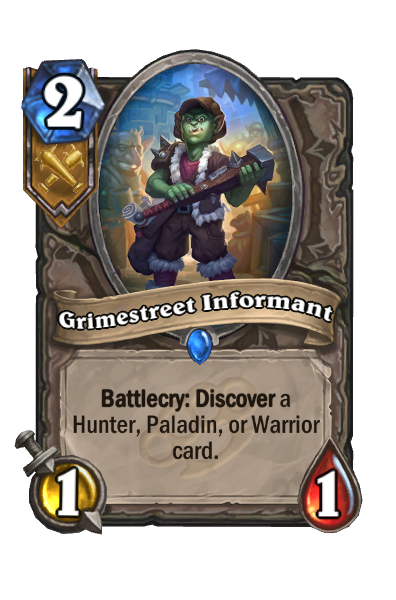 2
Grimestreet Informant
Battlecry: Discover a
Hunter, Paladin, or Warrior
card.
1
1